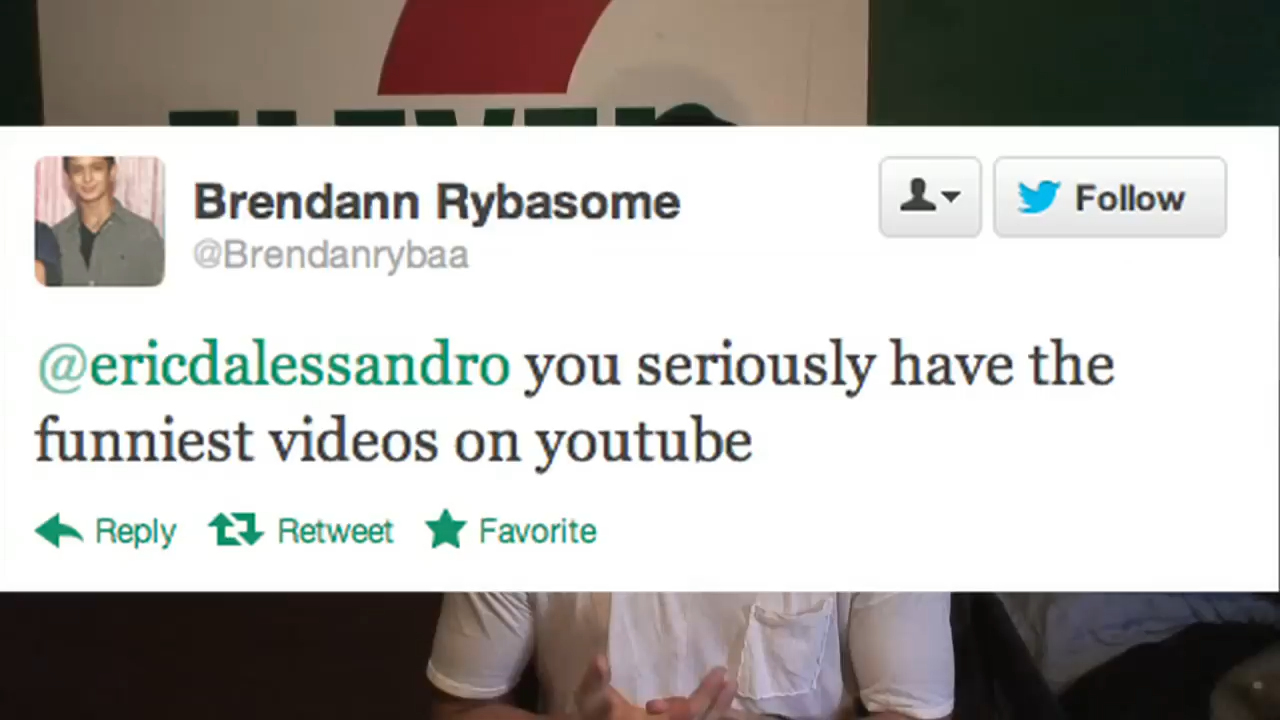 Brendann Rybasome
@Brendanrybaa
Follow
@ericdalessandro you seriously have the
funniest videos on youtube
Reply Retweet Favorite